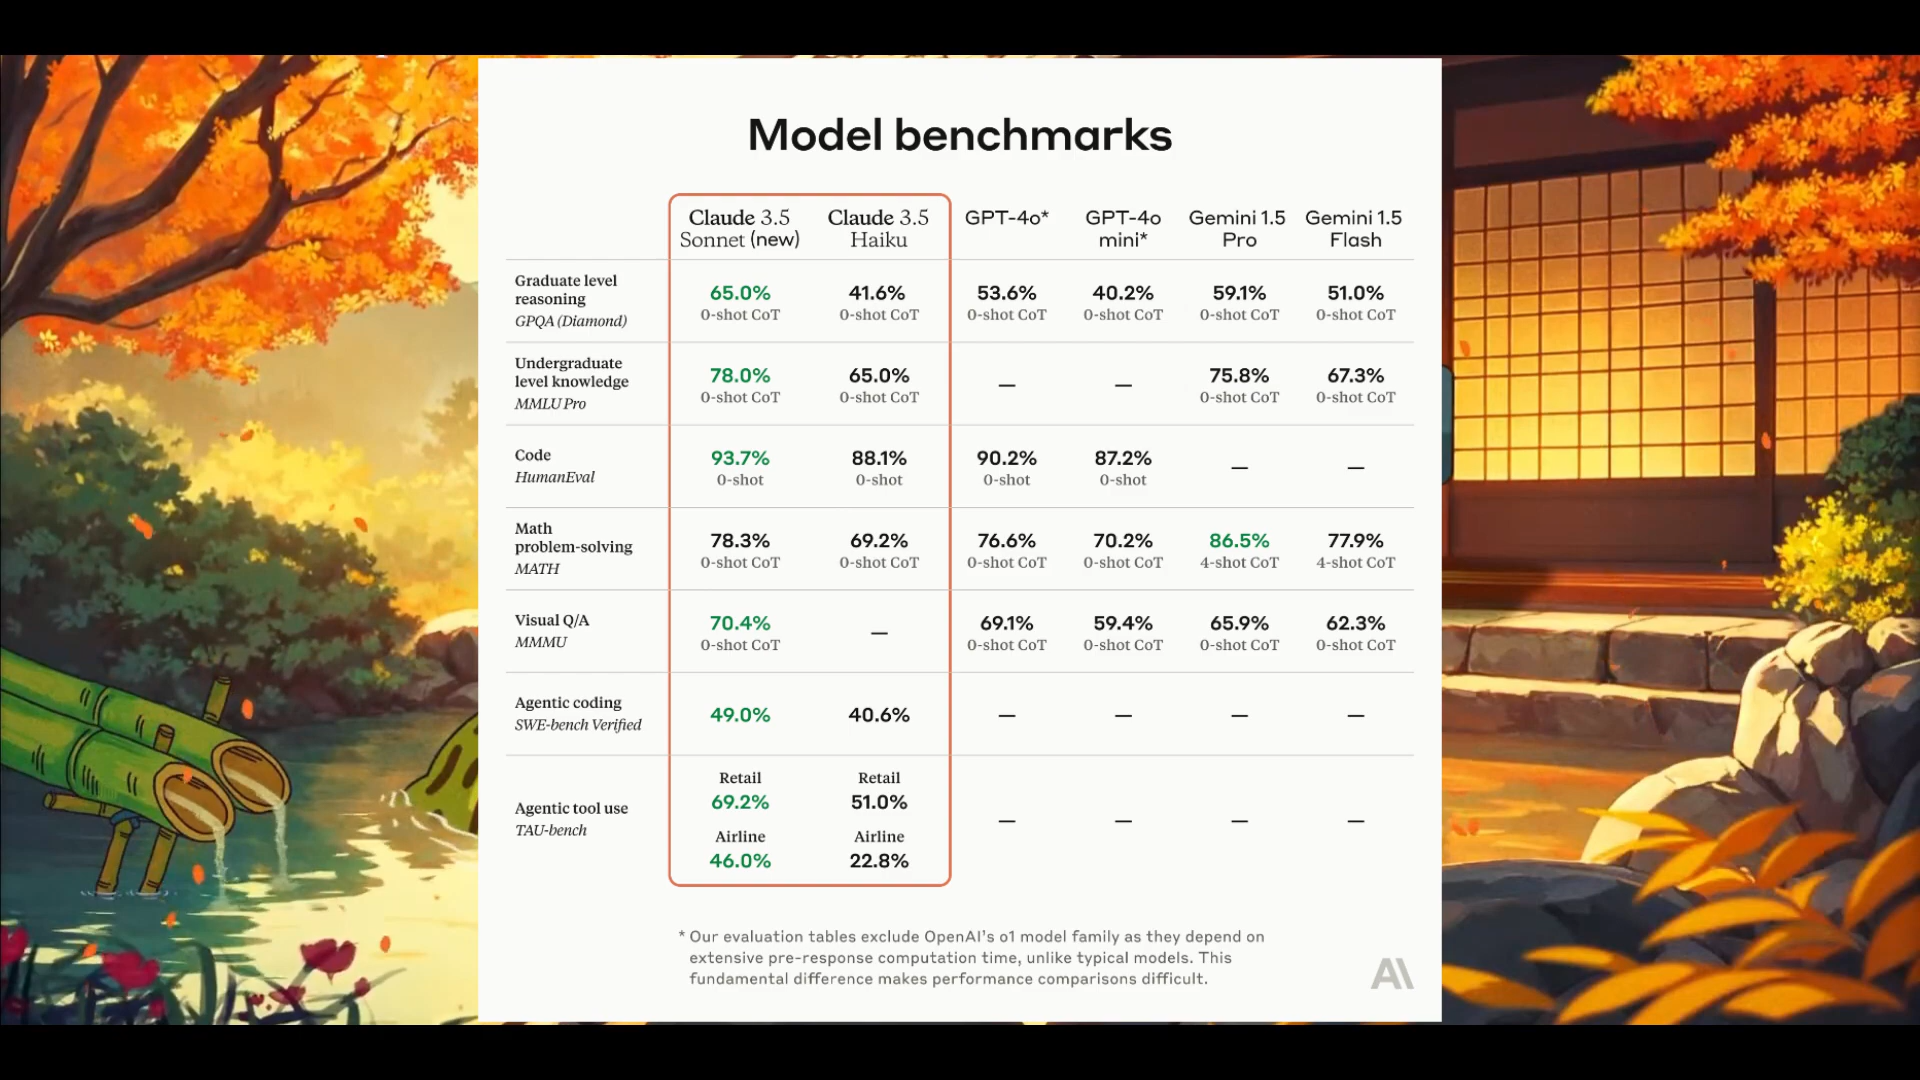 Model benchmarks
Claude 3.5 Sonnet (new)
Claude 3.5 Haiku
GPT-4o*
GPT-4o mini*
Gemini 1.5 Pro
Gemini 1.5 Flash
Graduate level
reasoning
GPQA (Diamond)
65.0% 41.6% 53.6% 40.2% 59.1% 51.0%
0-shot CoT 0-shot CoT 0-shot CoT 0-shot CoT 0-shot CoT 0-shot CoT
Undergraduate
level knowledge
MMLU Pro
78.0% 65.0% — — 75.8% 67.3%
0-shot CoT 0-shot CoT 0-shot CoT 0-shot CoT
Code
HumanEval
93.7% 88.1% 90.2% 87.2% — —
0-shot 0-shot 0-shot 0-shot
Math
problem-solving
MATH
78.3% 69.2% 76.6% 70.2% 86.5% 77.9%
0-shot CoT 0-shot CoT 0-shot CoT 0-shot CoT 4-shot CoT 4-shot CoT
Visual Q/A
MMMU
70.4% — 69.1% 59.4% 65.9% 62.3%
0-shot CoT 0-shot CoT 0-shot CoT 0-shot CoT 0-shot CoT
Agentic coding
SWE-bench Verified
49.0% 40.6% — — — —
Agentic tool use
TAU-bench
Retail Retail
69.2% 51.0% — — — —
Airline Airline
46.0% 22.8%
* Our evaluation tables exclude OpenAI's o1 model family as they depend on
extensive pre-response computation time, unlike typical models. This
fundamental difference makes performance comparisons difficult.
A\